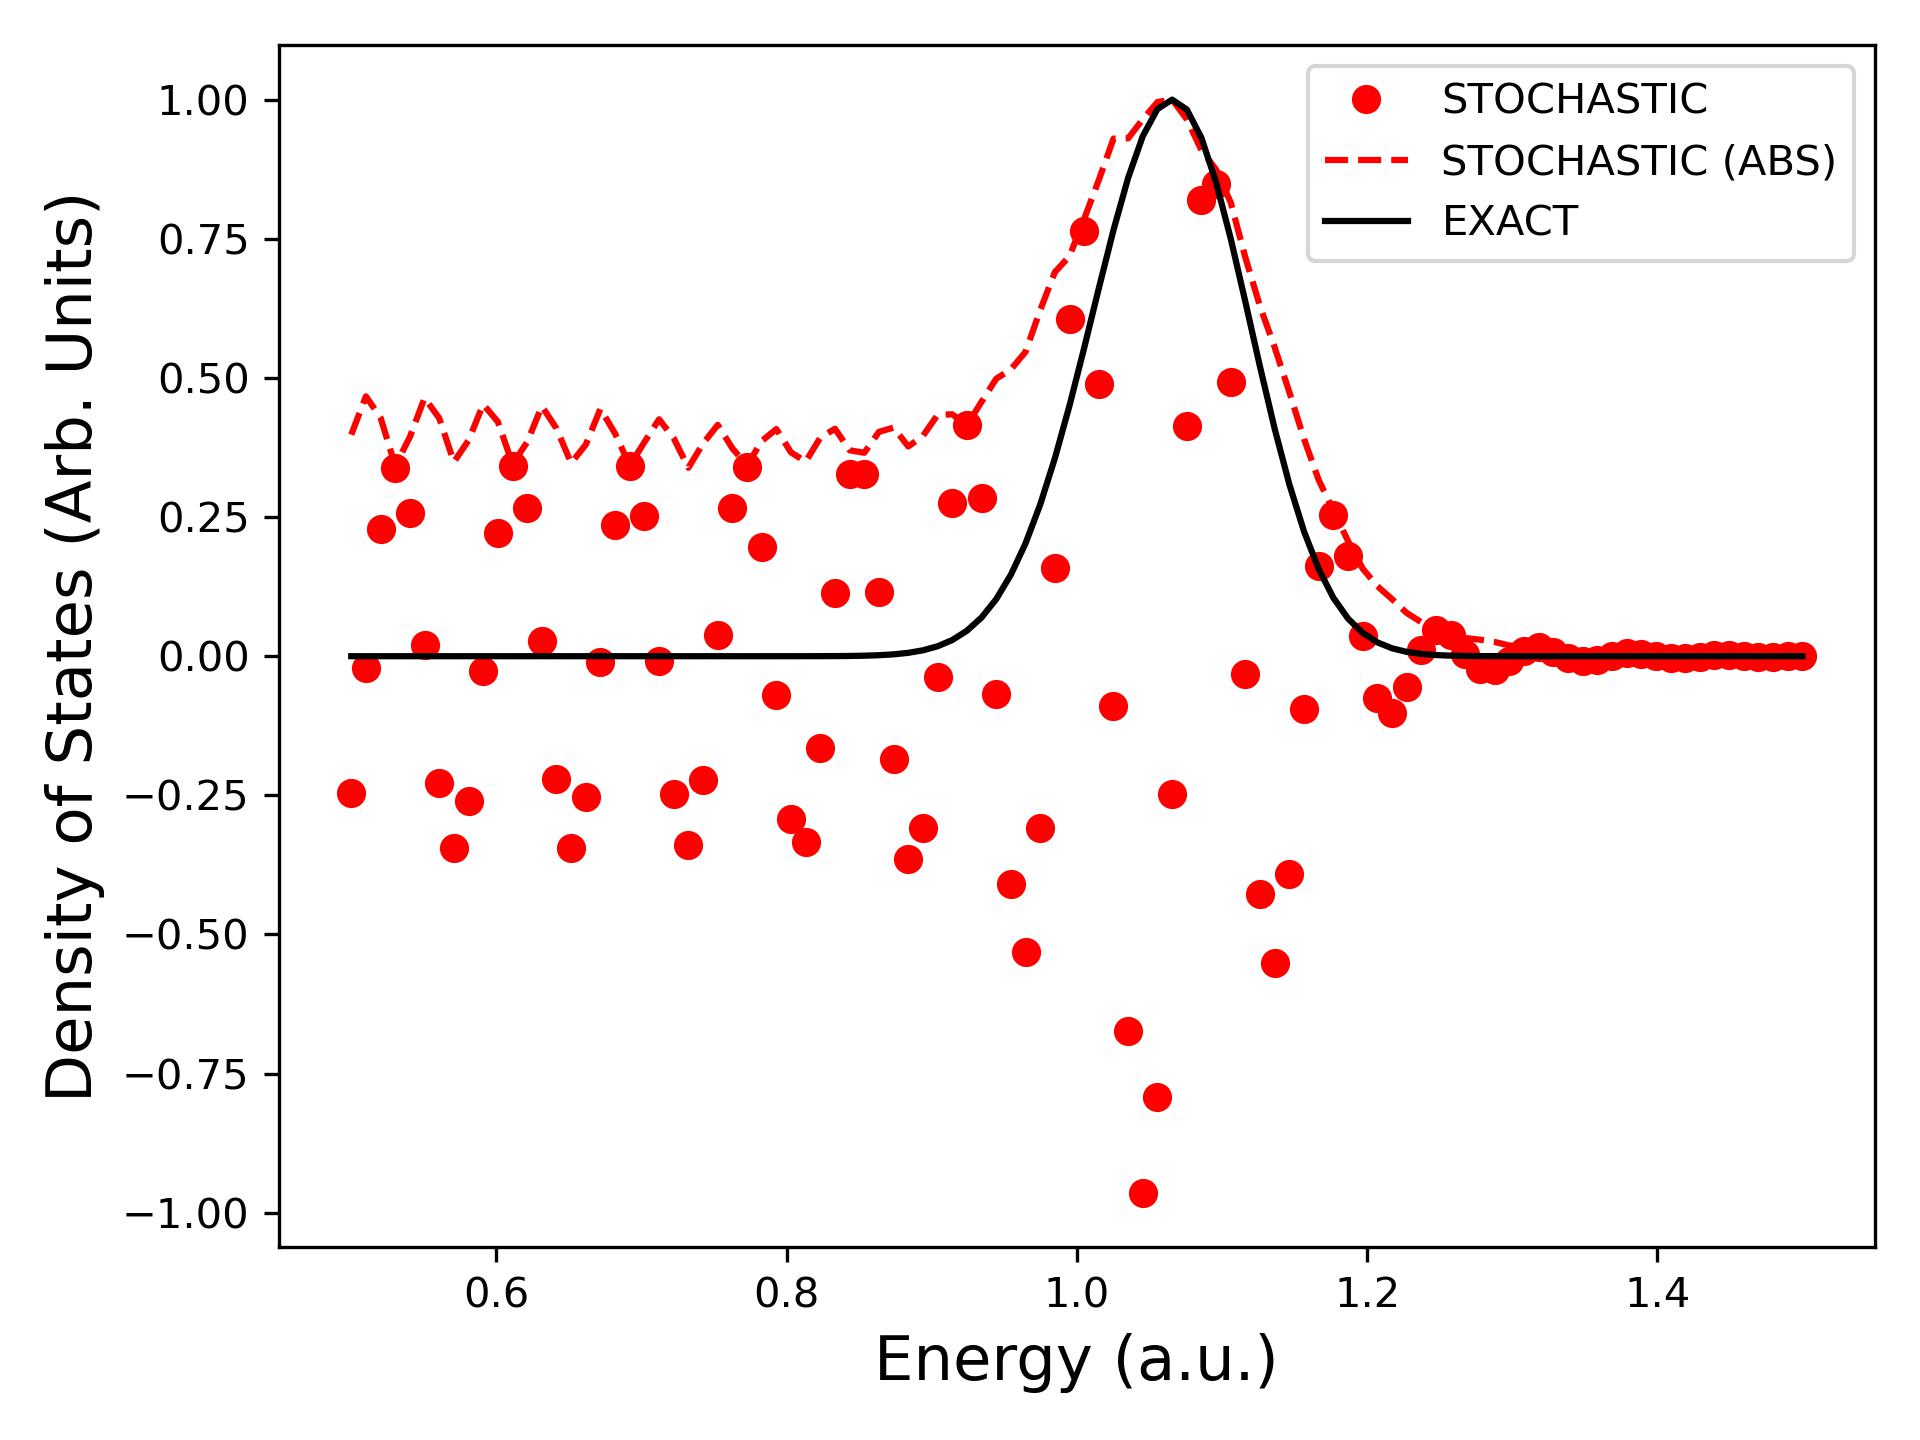 1.00
0.75
0.50
0.25
0.00
−0.25
−0.50
−0.75
−1.00
Density of States (Arb. Units)
STOCHASTIC
STOCHASTIC (ABS)
EXACT
0.6 0.8 1.0 1.2 1.4
Energy (a.u.)